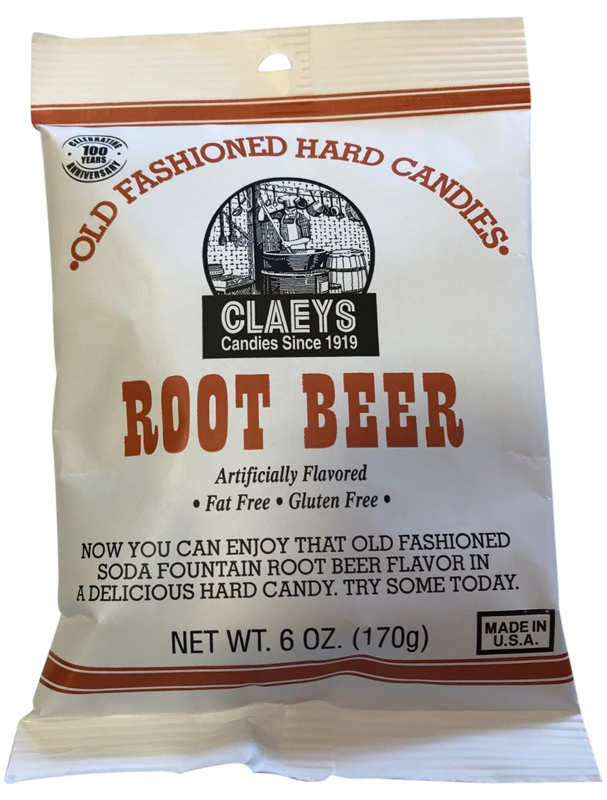 CELEBRATING
100
YEARS
ANNIVERSARY
•OLD FASHIONED HARD CANDIES•
CLAEYS
Candies Since 1919
ROOT BEER
Artificially Flavored
• Fat Free • Gluten Free •
NOW YOU CAN ENJOY THAT OLD FASHIONED
SODA FOUNTAIN ROOT BEER FLAVOR IN
A DELICIOUS HARD CANDY. TRY SOME TODAY.
NET WT. 6 OZ. (170g)
MADE IN
U.S.A.